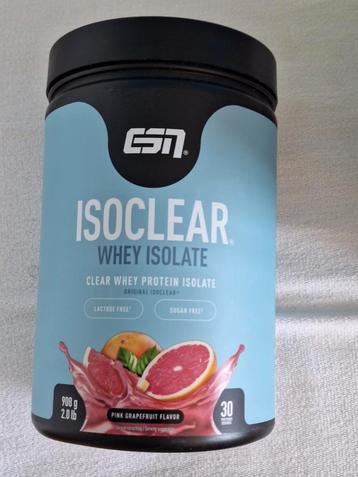 ESN®
ISOCLEAR®
WHEY ISOLATE
CLEAR WHEY PROTEIN ISOLATE
ORIGINAL ISOCLEAR
LACTOSE FREE
SUGAR FREE
908 g
2.0 lb
PINK GRAPEFRUIT FLAVOR
30